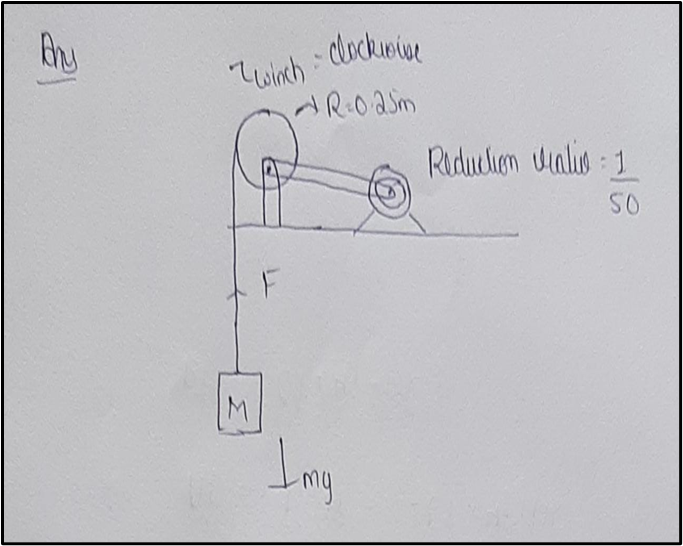 Ans
τwinch = clockwise
R=0.25m
Reduction ratio = 1/50
F
M
mg